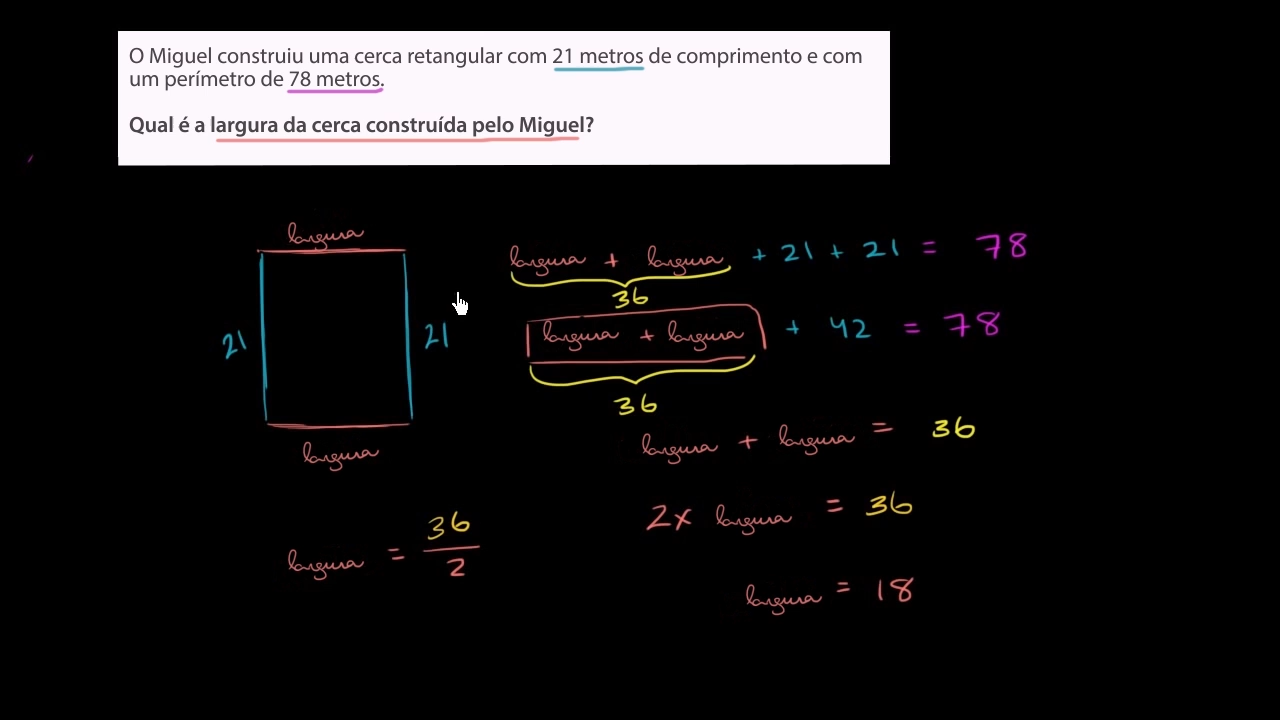 O Miguel construiu uma cerca retangular com 21 metros de comprimento e com
um perímetro de 78 metros.
Qual é a largura da cerca construída pelo Miguel?
largura
21
21
largura
largura + largura + 21 + 21 = 78
36
largura + largura + 42 = 78
36
largura + largura = 36
2x largura = 36
largura = 18
largura = 36
2